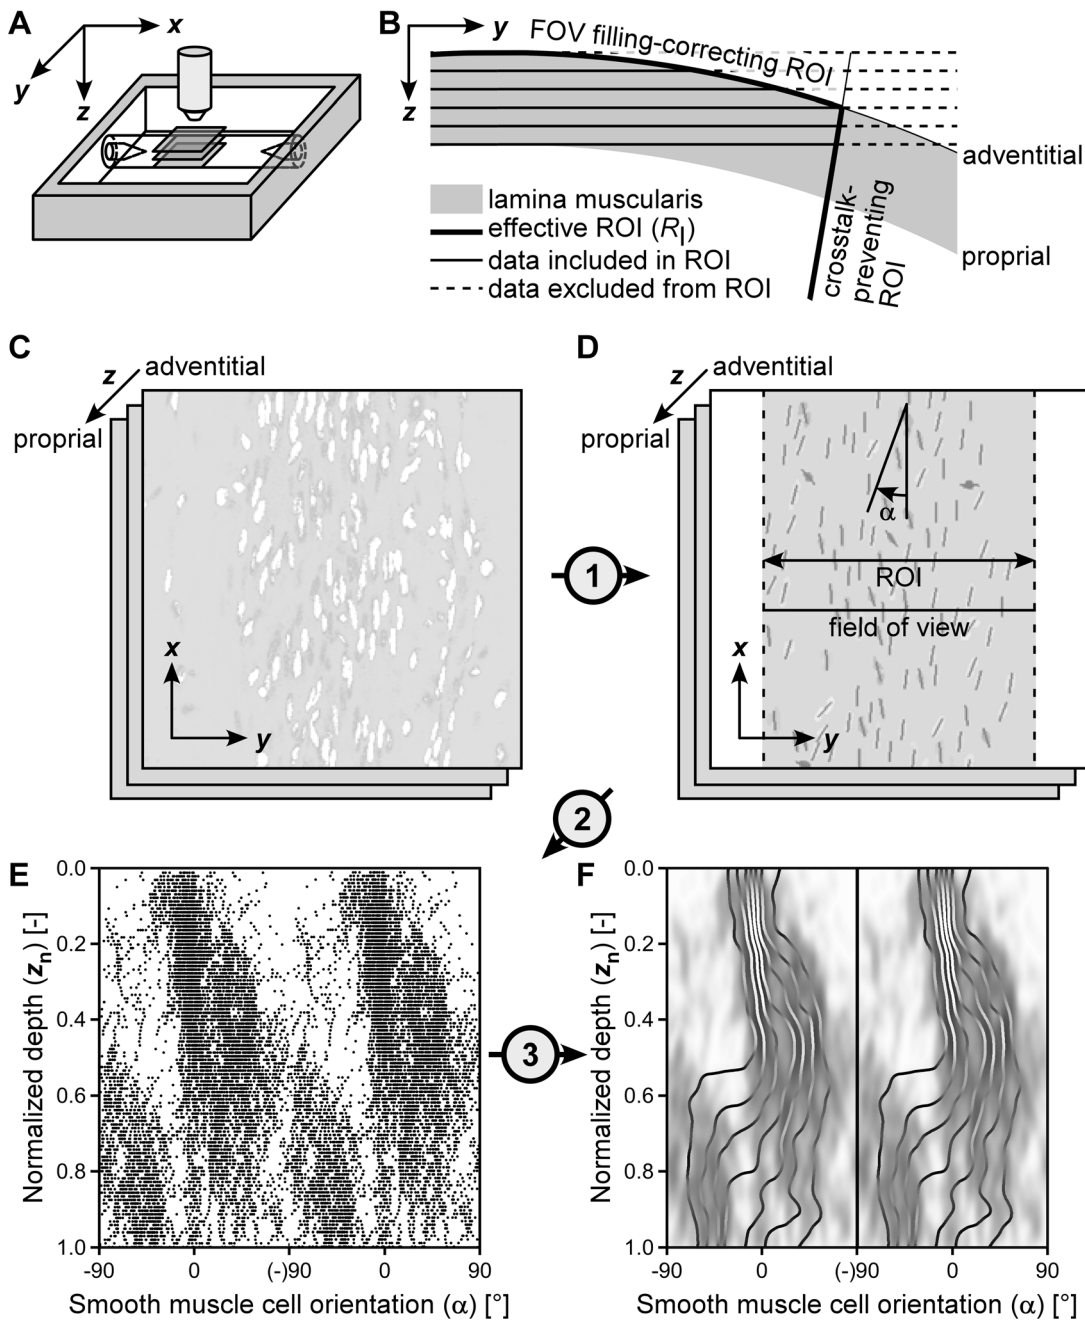 A
x
y
z
B
y
z
FOV filling-correcting ROI
adventitial
proprial
crosstalk-
preventing
ROI
lamina muscularis
effective ROI (RI)
data included in ROI
data excluded from ROI
C
z
adventitial
proprial
x
y
1
D
z
adventitial
proprial
α
ROI
field of view
x
y
2
E
Normalized depth (zn) [-]
0.0
0.2
0.4
0.6
0.8
1.0
-90
0
(-)90
0
90
Smooth muscle cell orientation (α) [°]
3
F
Normalized depth (zn) [-]
0.0
0.2
0.4
0.6
0.8
1.0
-90
0
(-)90
0
90
Smooth muscle cell orientation (α) [°]